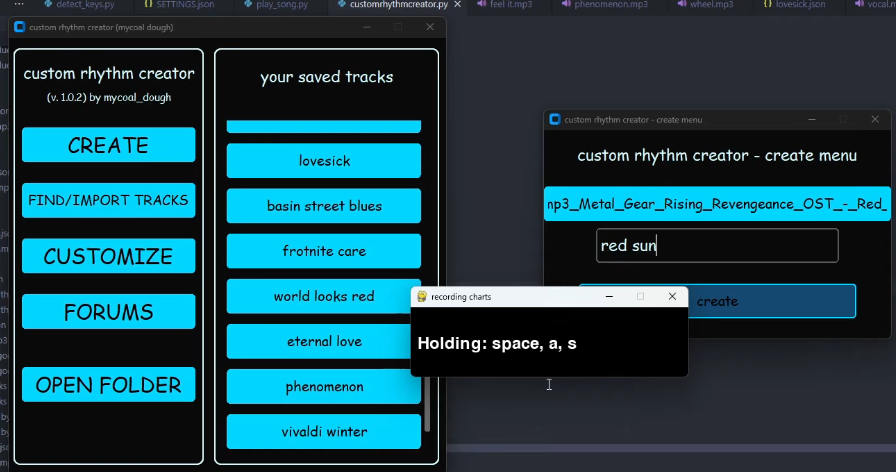 detect_keys.py
SETTINGS.json
play_song.py
customrhythmcreator.py
feel it.mp3
phenomenon.mp3
wheel.mp3
lovesick.json
custom rhythm creator (mycoal dough)
custom rhythm creator
(v. 1.0.2) by mycoal_dough
CREATE
FIND/IMPORT TRACKS
CUSTOMIZE
FORUMS
OPEN FOLDER
your saved tracks
lovesick
basin street blues
frotnite care
world looks red
eternal love
phenomenon
vivaldi winter
custom rhythm creator - create menu
custom rhythm creator - create menu
mp3_Metal_Gear_Rising_Revengeance_OST_-_Red_
red sun
create
recording charts
Holding: space, a, s